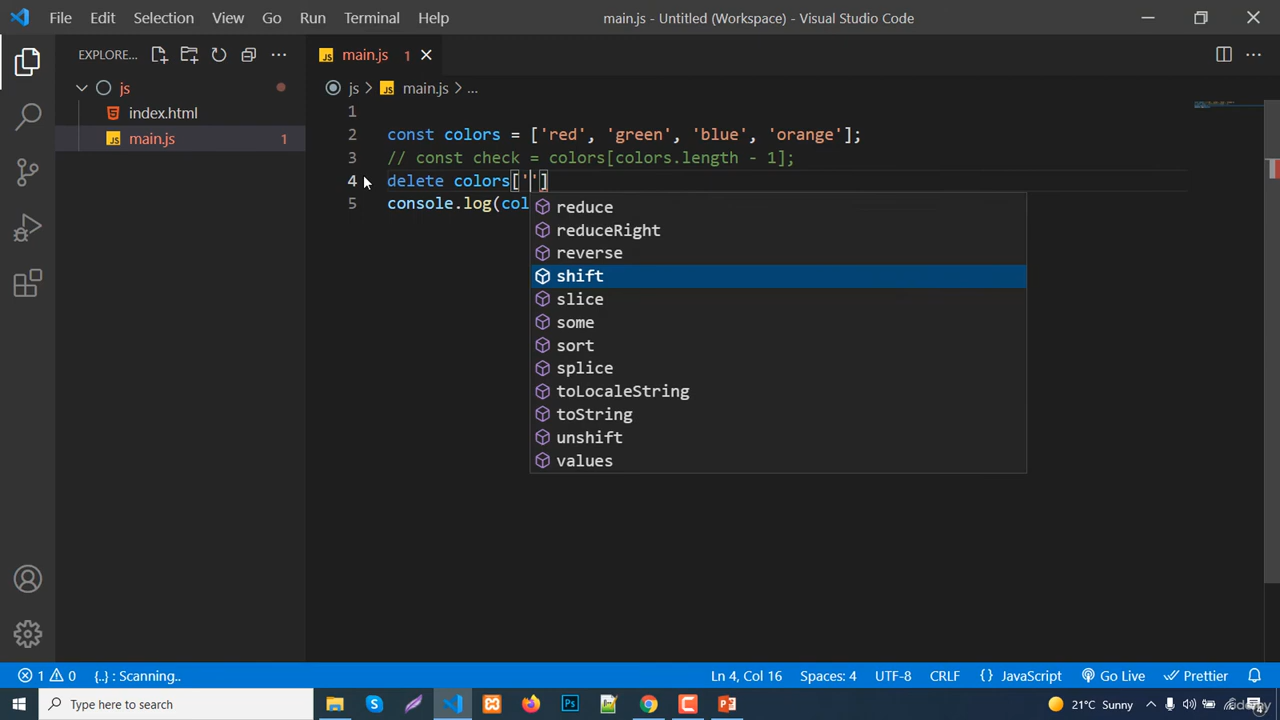 File Edit Selection View Go Run Terminal Help main.js - Untitled (Workspace) - Visual Studio Code
EXPLORE... JS main.js 1
js js > JS main.js > ...
index.html
JS main.js 1
1
2 const colors = ['red', 'green', 'blue', 'orange'];
3 // const check = colors[colors.length - 1];
4 delete colors['']
5 console.log(col
reduce
reduceRight
reverse
shift
slice
some
sort
splice
toLocaleString
toString
unshift
values
1 0 {..} : Scanning.. Ln 4, Col 16 Spaces: 4 UTF-8 CRLF JavaScript Go Live Prettier
Type here to search 21°C Sunny